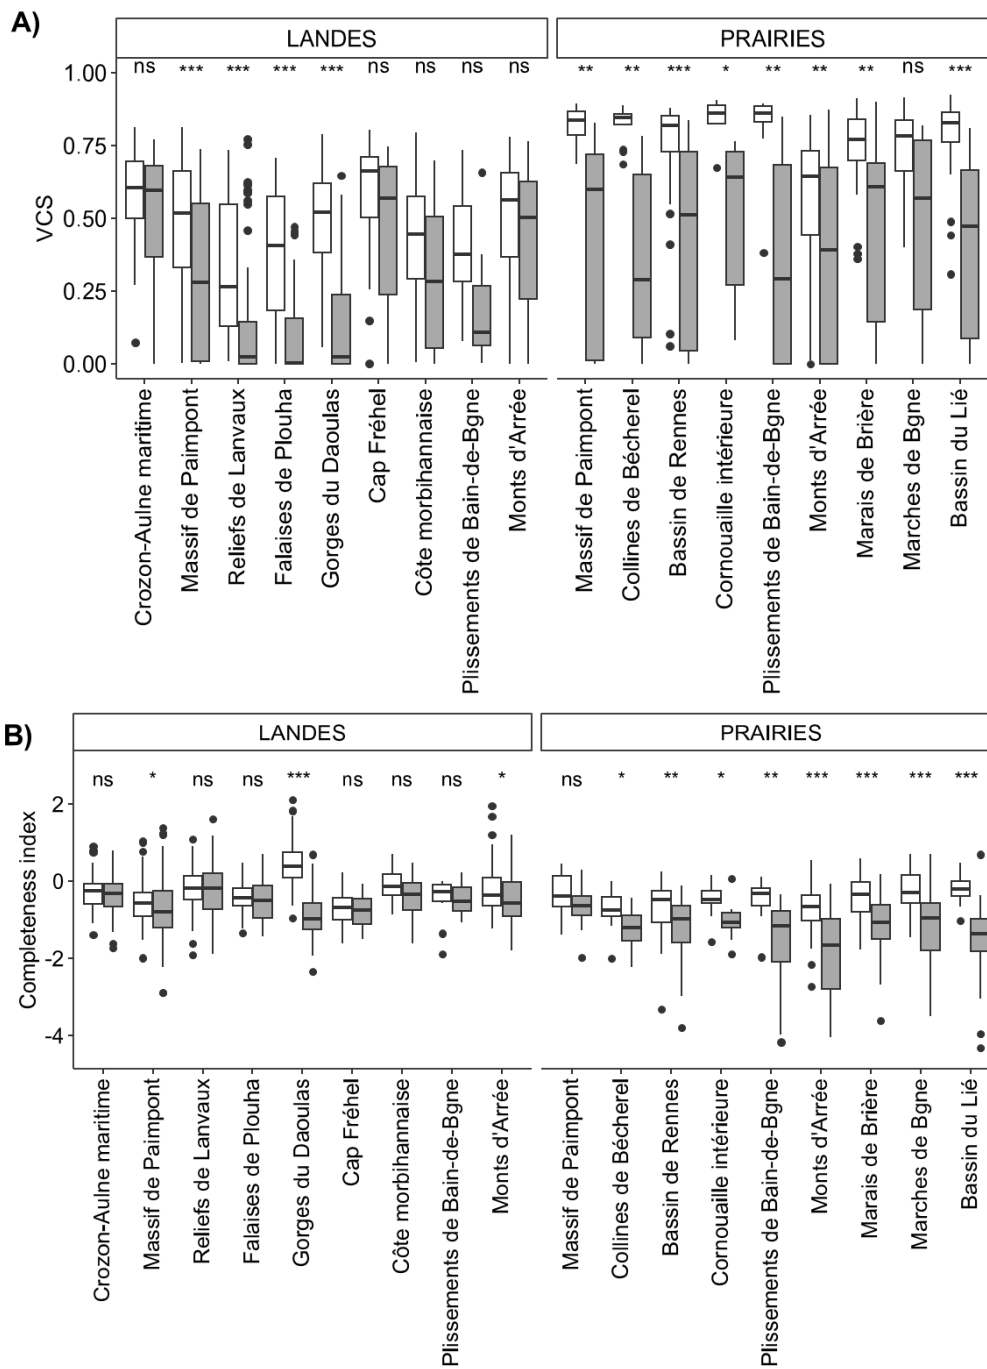 A)
LANDES
PRAIRIES
ns *** *** *** *** ns ns ns ns
** ** *** * ** ** ** ns ***
1.00
0.75
0.50
0.25
0.00
VCS
Crozon-Aulne maritime
Massif de Paimpont
Reliefs de Lanvaux
Falaises de Plouha
Gorges du Daoulas
Cap Fréhel
Côte morbihannaise
Plissements de Bain-de-Bgne
Monts d'Arrée
Massif de Paimpont
Collines de Bécherel
Bassin de Rennes
Cornouaille intérieure
Plissements de Bain-de-Bgne
Monts d'Arrée
Marais de Brière
Marches de Bgne
Bassin du Lié
B)
LANDES
PRAIRIES
ns * ns ns *** ns ns ns *
ns * ** * ** *** *** *** ***
2
0
-2
-4
Completeness index
Crozon-Aulne maritime
Massif de Paimpont
Reliefs de Lanvaux
Falaises de Plouha
Gorges du Daoulas
Cap Fréhel
Côte morbihannaise
Plissements de Bain-de-Bgne
Monts d'Arrée
Massif de Paimpont
Collines de Bécherel
Bassin de Rennes
Cornouaille intérieure
Plissements de Bain-de-Bgne
Monts d'Arrée
Marais de Brière
Marches de Bgne
Bassin du Lié